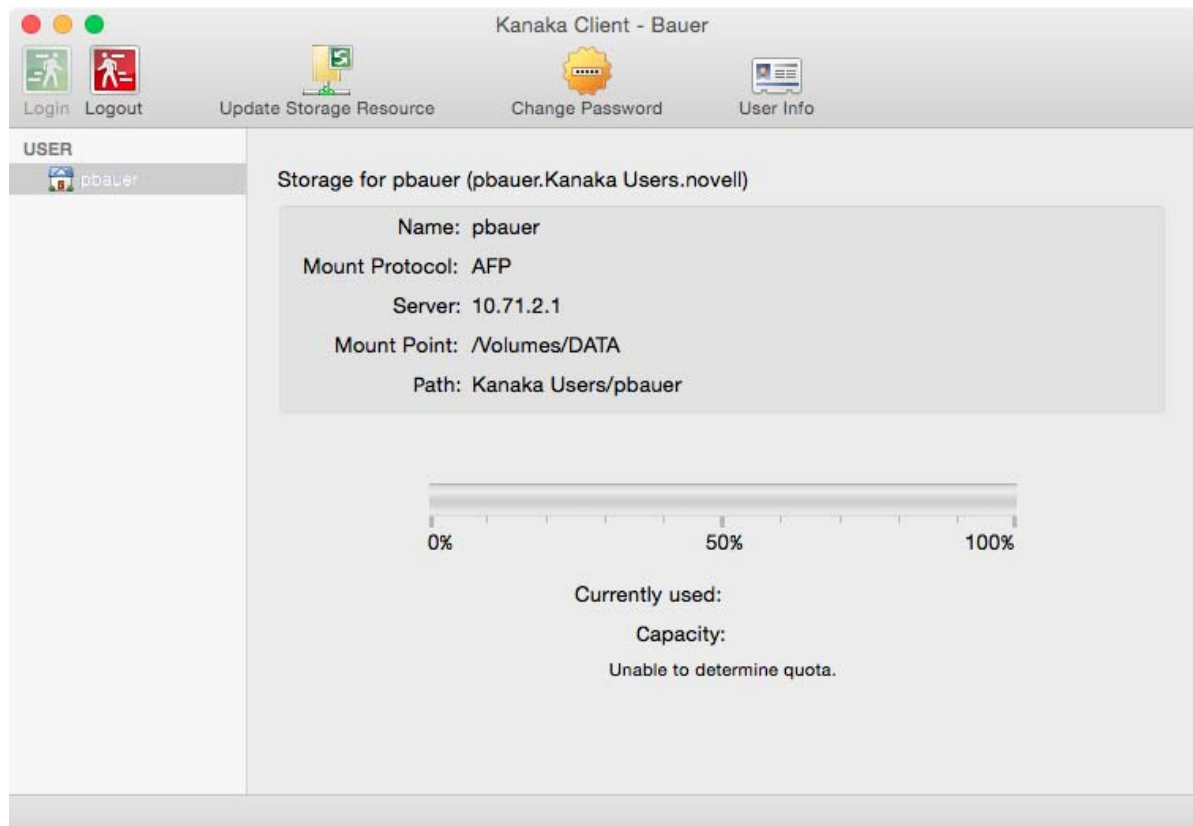 Kanaka Client - Bauer
Login Logout Update Storage Resource Change Password User Info
USER
pbauer
Storage for pbauer (pbauer.Kanaka Users.novell)
Name: pbauer
Mount Protocol: AFP
Server: 10.71.2.1
Mount Point: /Volumes/DATA
Path: Kanaka Users/pbauer
0% 50% 100%
Currently used:
Capacity:
Unable to determine quota.